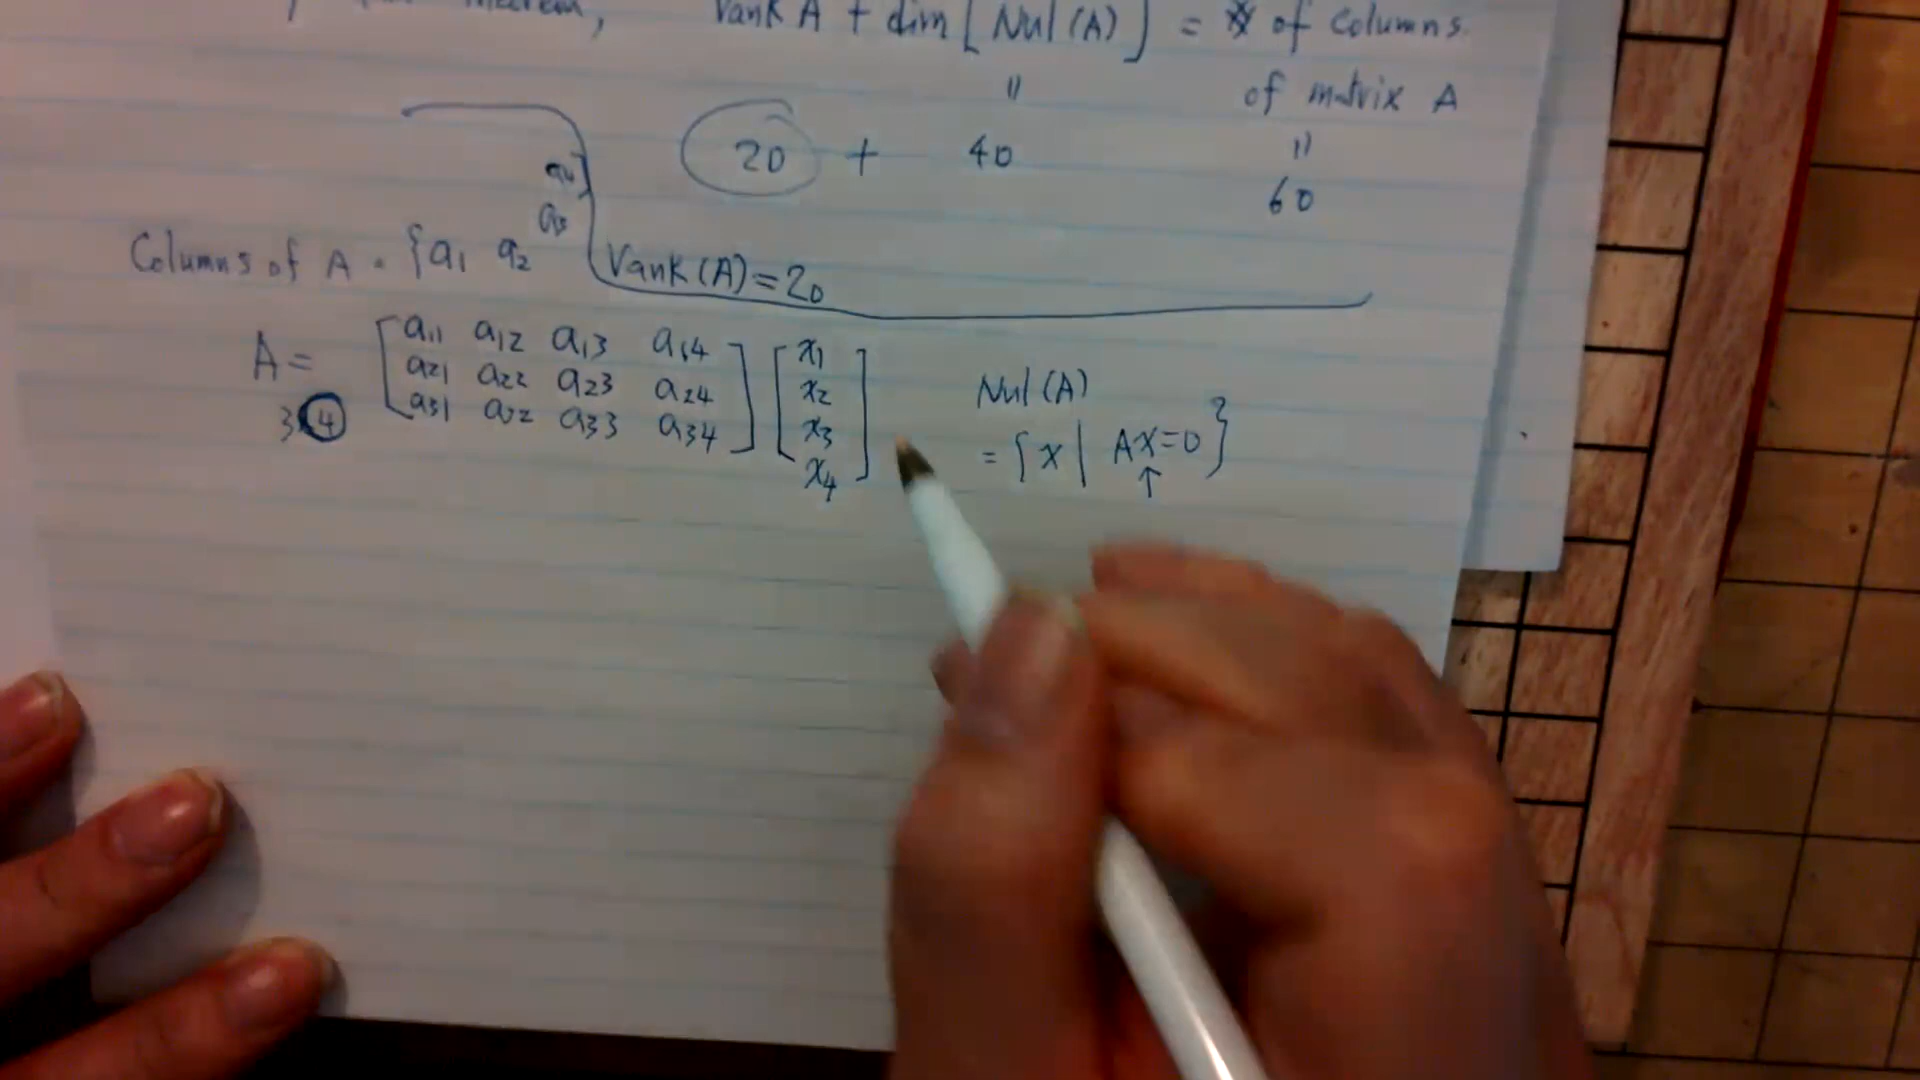 Theorem, rank A + dim [ Nul (A) ] = # of columns.
"
of matrix A
20 + 40
"
60
a4]
a3
Columns of A = {a1 a2
rank (A) = 20
A = [ a11 a12 a13 a14 ] [ x1 ]
a21 a22 a23 a24 x2
3×4 a31 a32 a33 a34 x3
x4
Nul (A)
= { x | Ax=0 }
↑